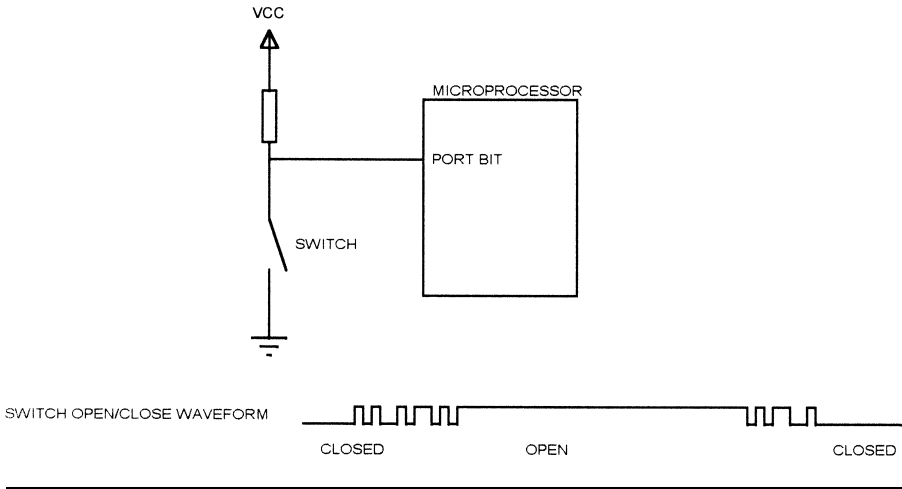 VCC
MICROPROCESSOR
PORT BIT
SWITCH
SWITCH OPEN/CLOSE WAVEFORM
CLOSED OPEN CLOSED